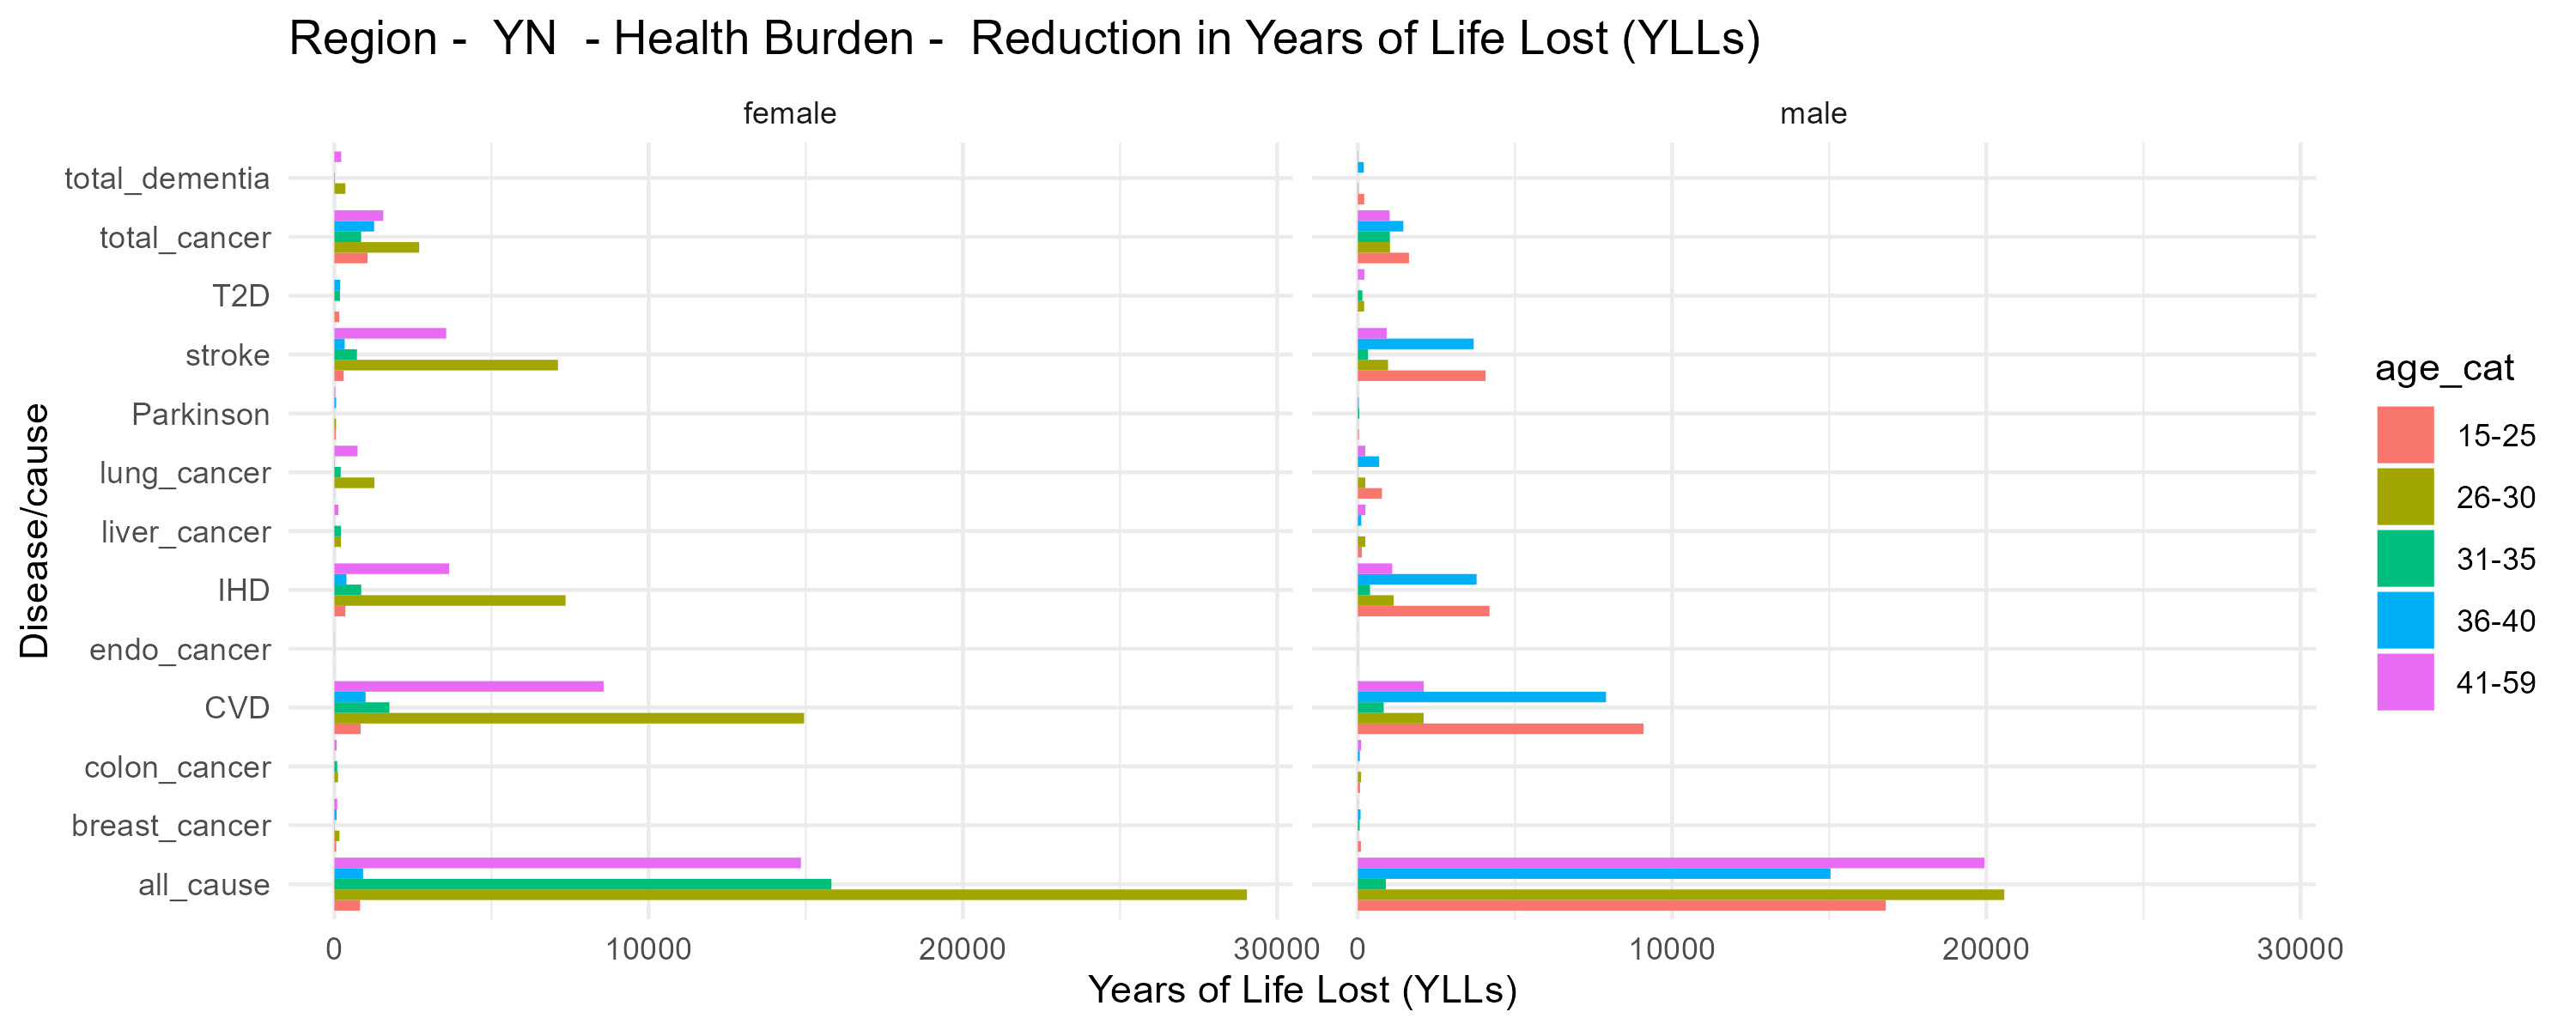 Region -  YN  - Health Burden -  Reduction in Years of Life Lost (YLLs)
female
male
Disease/cause
total_dementia
total_cancer
T2D
stroke
Parkinson
lung_cancer
liver_cancer
IHD
endo_cancer
CVD
colon_cancer
breast_cancer
all_cause
0 10000 20000 30000 0 10000 20000 30000
Years of Life Lost (YLLs)
age_cat
15-25
26-30
31-35
36-40
41-59